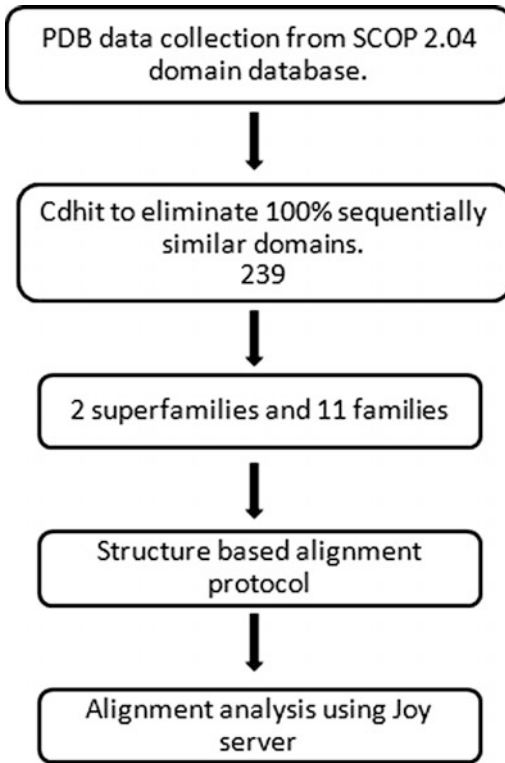 PDB data collection from SCOP 2.04
domain database.
Cdhit to eliminate 100% sequentially
similar domains.
239
2 superfamilies and 11 families
Structure based alignment
protocol
Alignment analysis using Joy
server